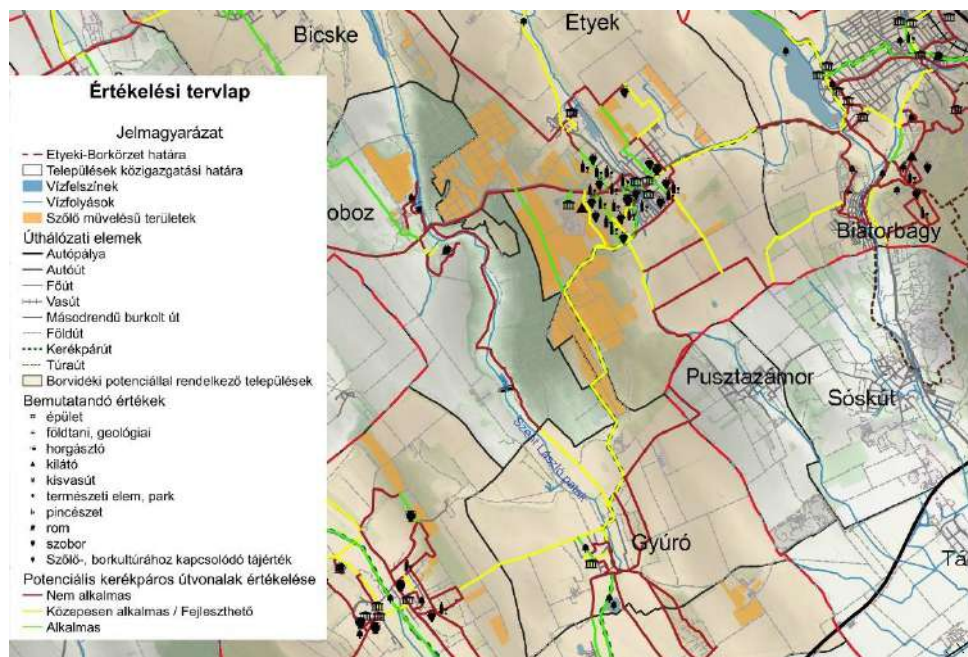 Bicske
Etyek
Értékelési tervlap
Jelmagyarázat
Etyeki-Borkörzet határa
Települések közigazgatási határa
Vízfelszínek
Vízfolyások
Szőlő művelésű területek
Úthálózati elemek
Autópálya
Autóút
Főút
Vasút
Másodrendű burkolt út
Földút
Kerékpárút
Túraút
Borvidéki potenciállal rendelkező települések
Bemutatandó értékek
épület
földtani, geológiai
horgásztó
kilátó
kisvasút
természeti elem, park
pincészet
rom
szobor
Szőlő-, borkultúrához kapcsolódó tájérték
Potenciális kerékpáros útvonalak értékelése
Nem alkalmas
Közepesen alkalmas / Fejleszthető
Alkalmas
oboz
Biatorbágy
Pusztazámor
Sóskút
Szent László patak
Gyúró
Tá